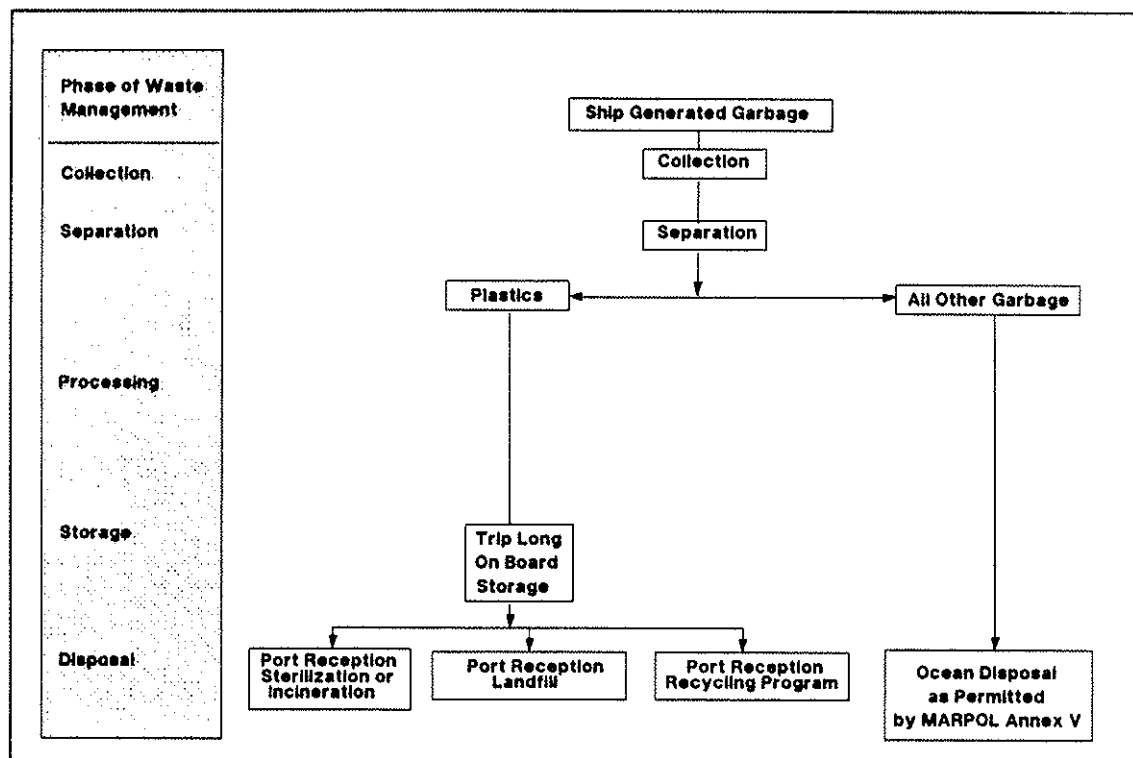 Phase of Waste
Management
Collection
Separation
Processing
Storage
Disposal
Ship Generated Garbage
Collection
Separation
Plastics
All Other Garbage
Trip Long
On Board
Storage
Port Reception
Sterilization or
Incineration
Port Reception
Landfill
Port Reception
Recycling Program
Ocean Disposal
as Permitted
by MARPOL Annex V